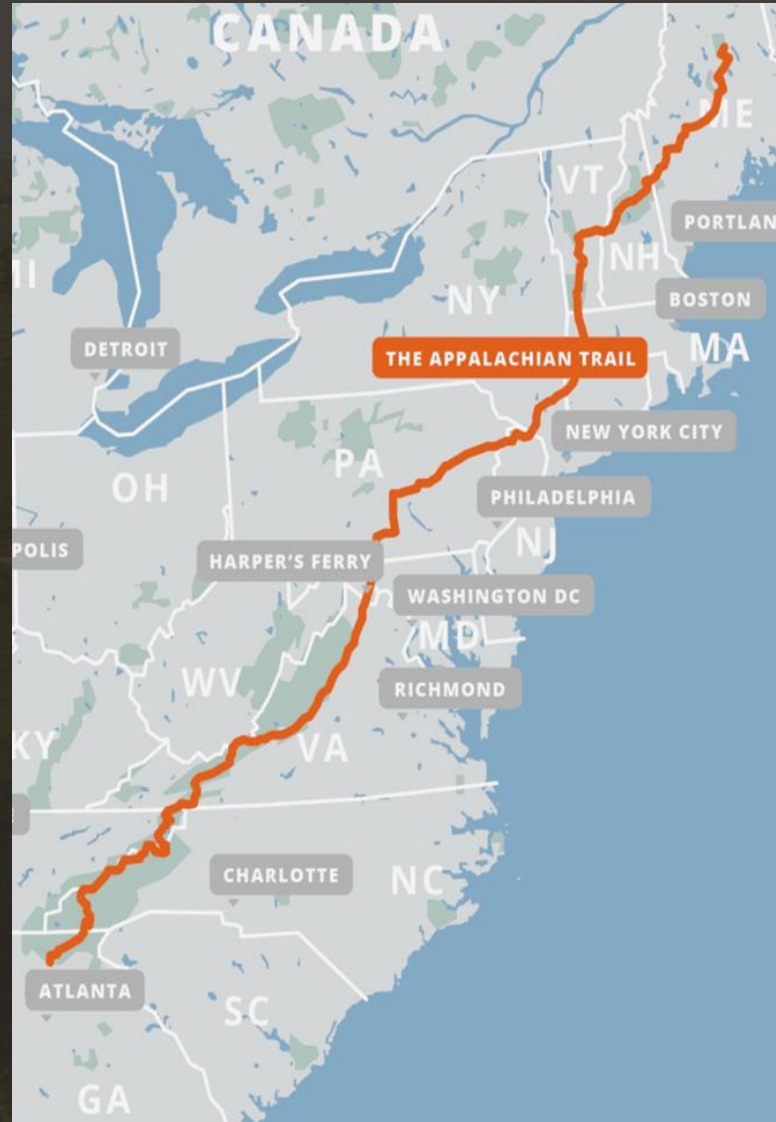 CANADA
ME
VT
PORTLAN
NH
MI
NY
BOSTON
DETROIT
THE APPALACHIAN TRAIL
MA
NEW YORK CITY
PA
OH
PHILADELPHIA
NJ
POLIS
HARPER'S FERRY
WASHINGTON DC
MD
WV
RICHMOND
KY
VA
CHARLOTTE
NC
ATLANTA
SC
GA